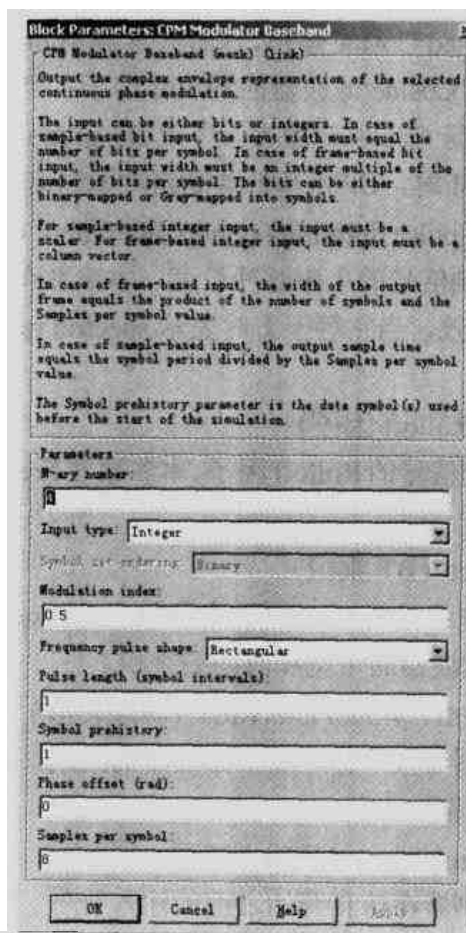 Block Parameters: CPM Modulator Baseband
CPM Modulator Baseband (mask) (link)
Output the complex envelope representation of the selected
continuous phase modulation.
The input can be either bits or integers. In case of
sample-based bit input, the input width must equal the
number of bits per symbol. In case of frame-based bit
input, the input width must be an integer multiple of the
number of bits per symbol. The bits can be either
binary-mapped or Gray-mapped into symbols.
For sample-based integer input, the input must be a
scalar. For frame-based integer input, the input must be a
column vector.
In case of frame-based input, the width of the output
frame equals the product of the number of symbols and the
Samples per symbol value.
In case of sample-based input, the output sample time
equals the symbol period divided by the Samples per symbol
value.
The Symbol prehistory parameter is the data symbol(s) used
before the start of the simulation.
Parameters
M-ary number:
Input type: Integer
Symbol set ordering: Binary
Modulation index:
0.5
Frequency pulse shape: Rectangular
Pulse length (symbol intervals):
1
Symbol prehistory:
1
Phase offset (rad):
0
Samples per symbol:
8
OK Cancel Help Apply